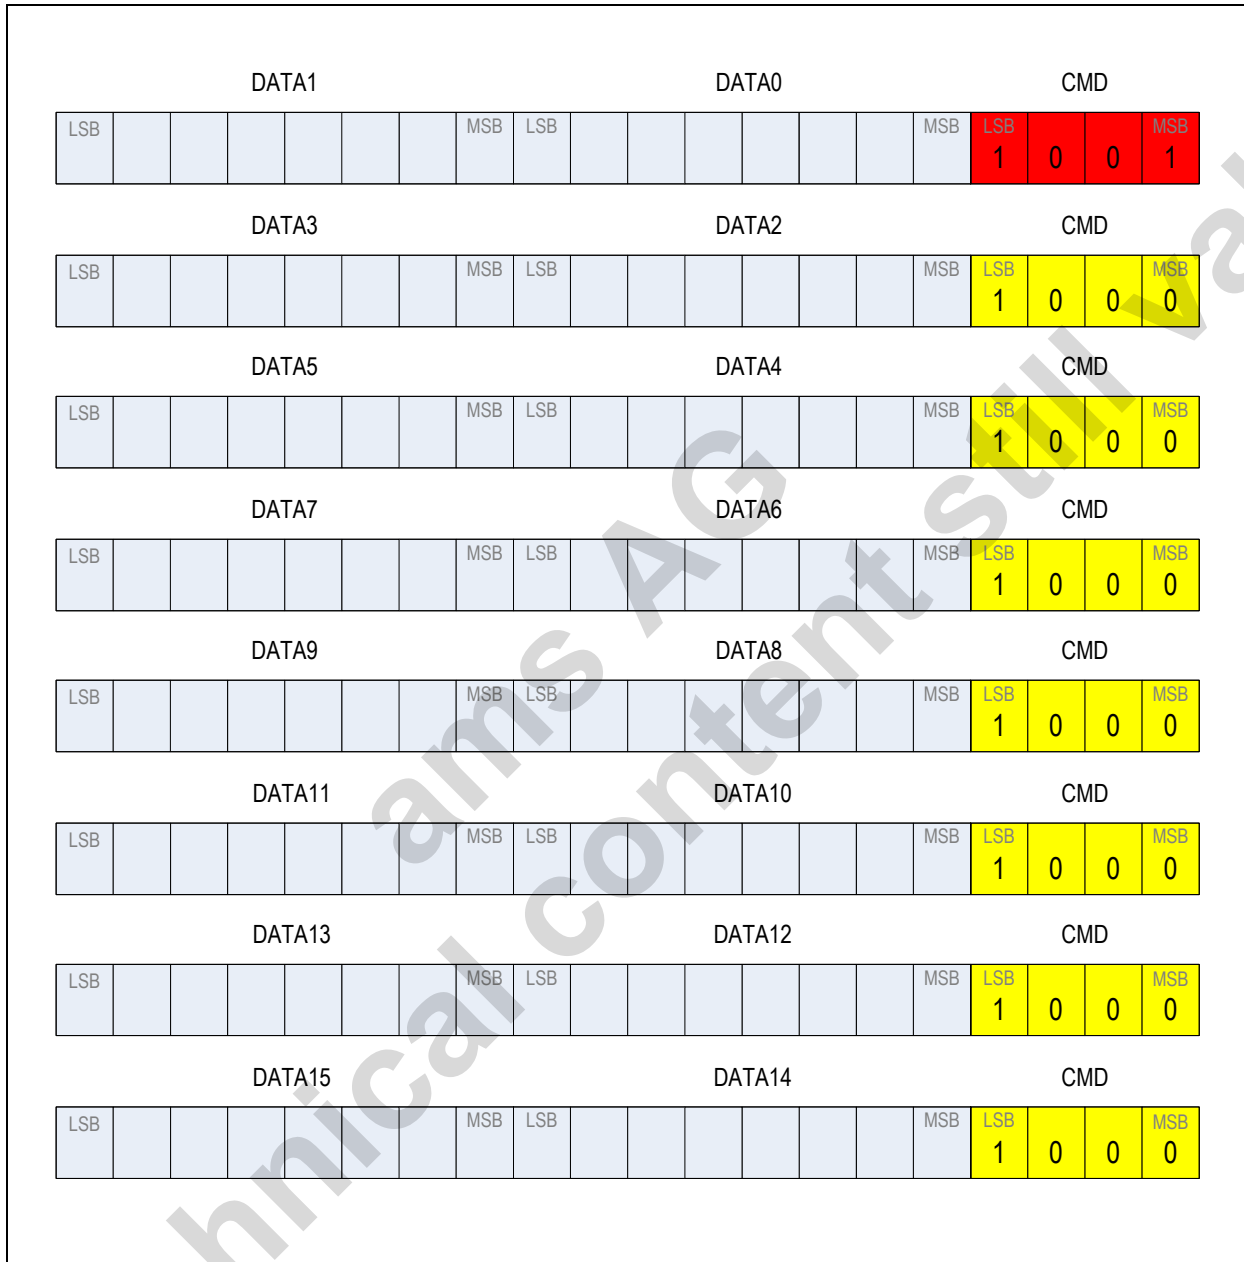 DATA1 DATA0 CMD
LSB MSB LSB MSB LSB MSB
1 0 0 1
DATA3 DATA2 CMD
LSB MSB LSB MSB LSB MSB
1 0 0 0
DATA5 DATA4 CMD
LSB MSB LSB MSB LSB MSB
1 0 0 0
DATA7 DATA6 CMD
LSB MSB LSB MSB LSB MSB
1 0 0 0
DATA9 DATA8 CMD
LSB MSB LSB MSB LSB MSB
1 0 0 0
DATA11 DATA10 CMD
LSB MSB LSB MSB LSB MSB
1 0 0 0
DATA13 DATA12 CMD
LSB MSB LSB MSB LSB MSB
1 0 0 0
DATA15 DATA14 CMD
LSB MSB LSB MSB LSB MSB
1 0 0 0
ams AG
content still